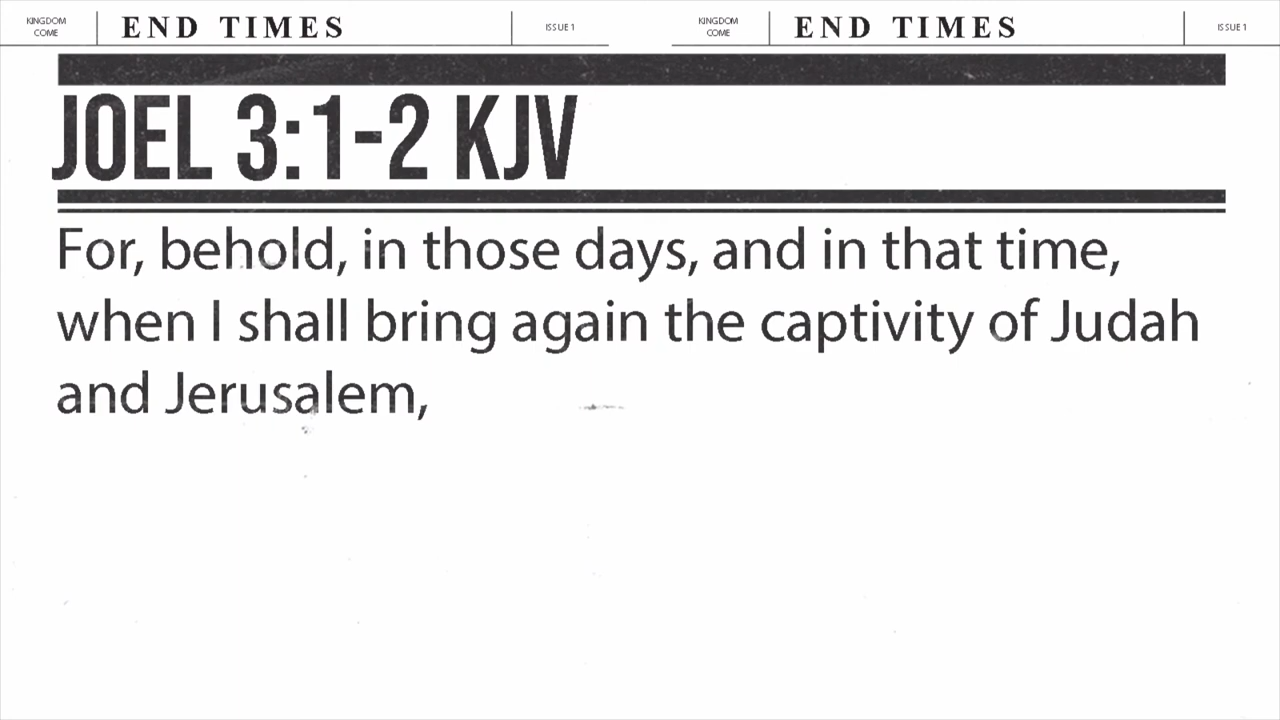 KINGDOM
COME
END TIMES
ISSUE 1
KINGDOM
COME
END TIMES
ISSUE 1
JOEL 3:1-2 KJV
For, behold, in those days, and in that time,
when I shall bring again the captivity of Judah
and Jerusalem,